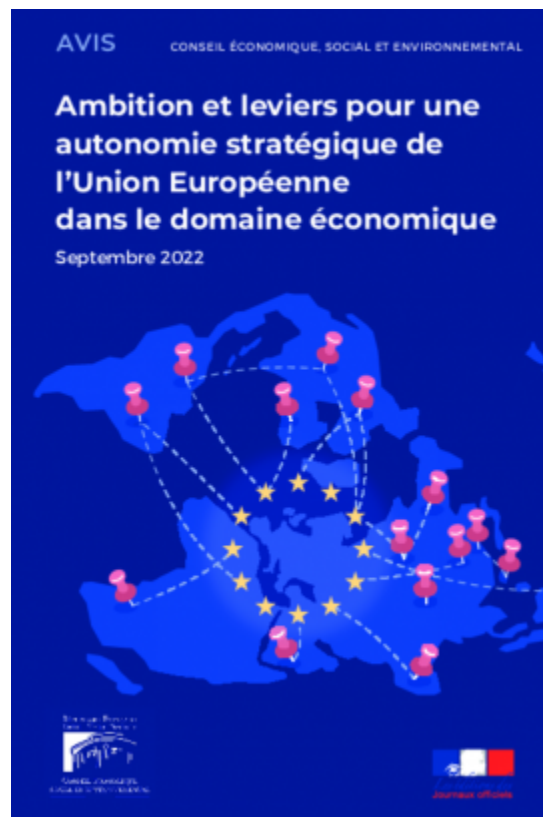 AVIS
CONSEIL ÉCONOMIQUE, SOCIAL ET ENVIRONNEMENTAL
Ambition et leviers pour une
autonomie stratégique de
l'Union Européenne
dans le domaine économique
Septembre 2022
Journaux officiels